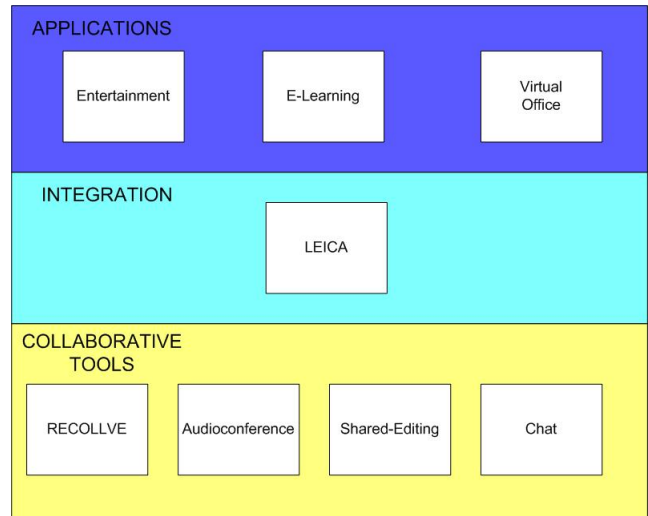 APPLICATIONS
Entertainment
E-Learning
Virtual
Office
INTEGRATION
LEICA
COLLABORATIVE
TOOLS
RECOLLVE
Audioconference
Shared-Editing
Chat